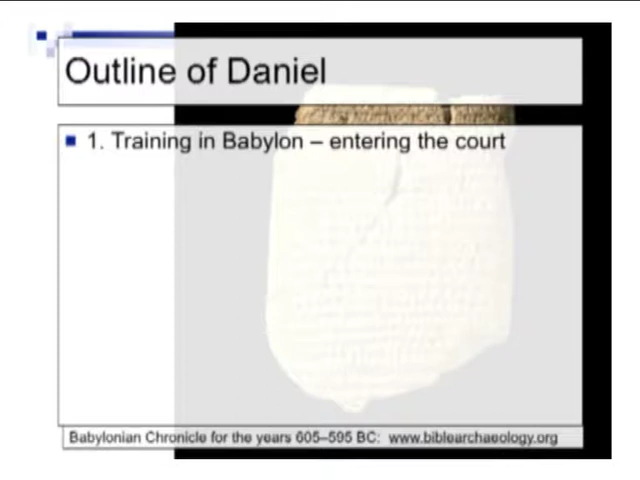 Outline of Daniel
1. Training in Babylon – entering the court
Babylonian Chronicle for the years 605–595 BC:  www.biblearchaeology.org